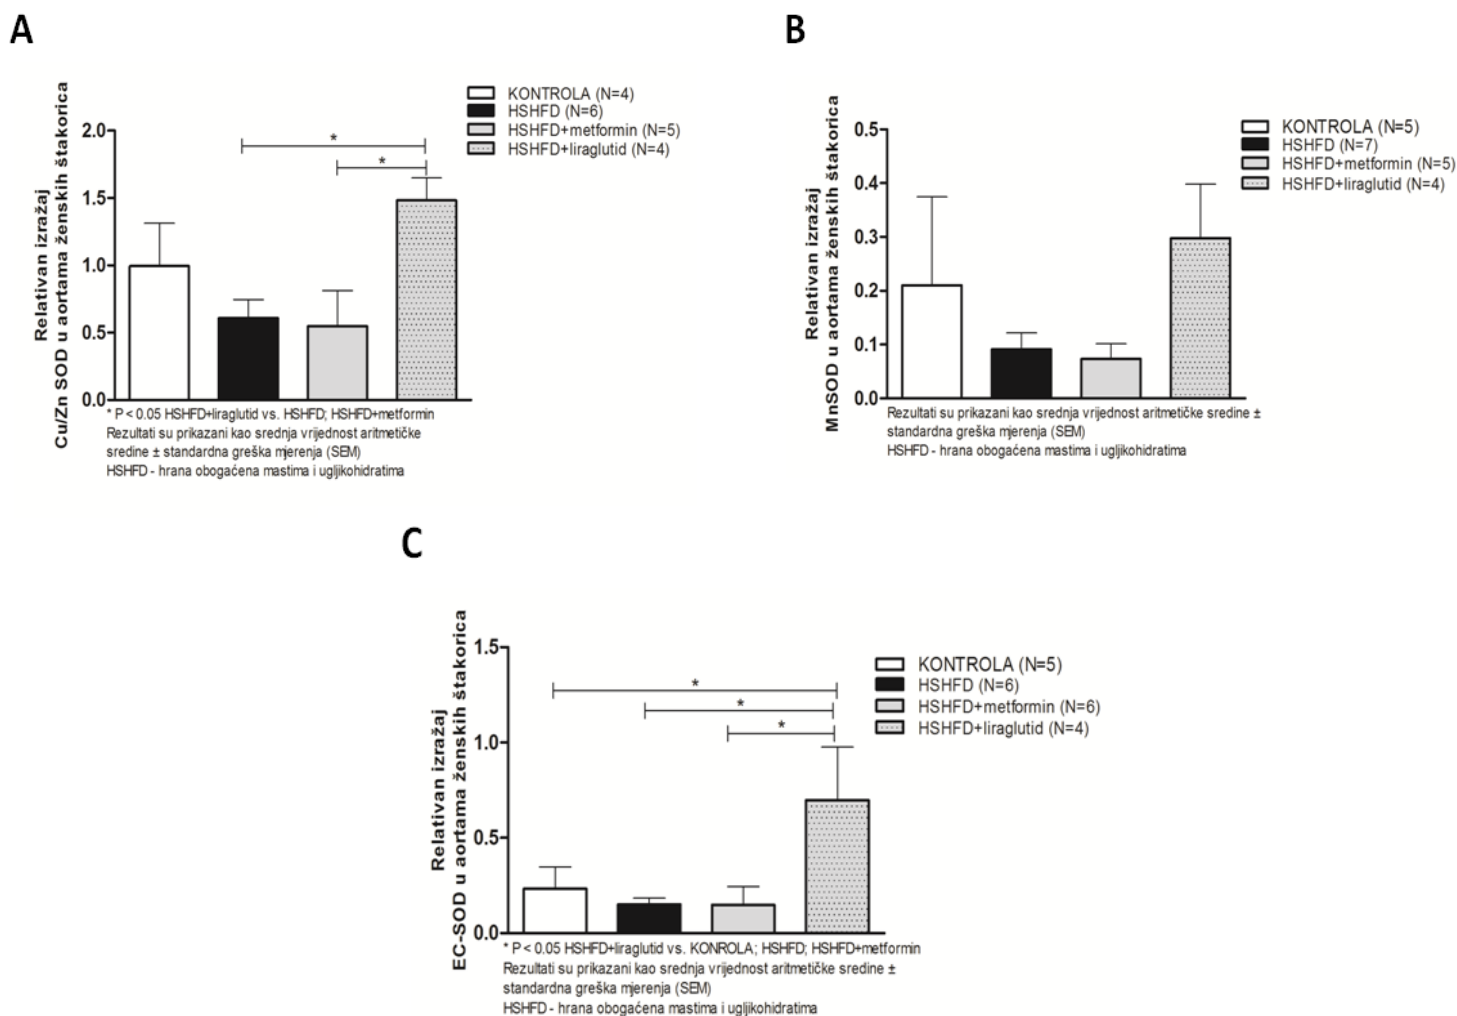 A
Relativan izražaj
Cu/Zn SOD u aortama ženskih štakorica
2.0
1.5
1.0
0.5
0.0
*
*
KONTROLA (N=4)
HSHFD (N=6)
HSHFD+metformin (N=5)
HSHFD+liraglutid (N=4)
* P < 0.05 HSHFD+liraglutid vs. HSHFD; HSHFD+metformin
Rezultati su prikazani kao srednja vrijednost aritmetičke
sredine ± standardna greška mjerenja (SEM)
HSHFD - hrana obogaćena mastima i ugljikohidratima
B
Relativan izražaj
MnSOD u aortama ženskih štakorica
0.5
0.4
0.3
0.2
0.1
0.0
KONTROLA (N=5)
HSHFD (N=7)
HSHFD+metformin (N=5)
HSHFD+liraglutid (N=4)
Rezultati su prikazani kao srednja vrijednost aritmetičke sredine ±
standardna greška mjerenja (SEM)
HSHFD - hrana obogaćena mastima i ugljikohidratima
C
Relativan izražaj
EC-SOD u aortama ženskih štakorica
1.5
1.0
0.5
0.0
*
*
*
KONTROLA (N=5)
HSHFD (N=6)
HSHFD+metformin (N=6)
HSHFD+liraglutid (N=4)
* P < 0.05 HSHFD+liraglutid vs. KONROLA; HSHFD; HSHFD+metformin
Rezultati su prikazani kao srednja vrijednost aritmetičke sredine ±
standardna greška mjerenja (SEM)
HSHFD - hrana obogaćena mastima i ugljikohidratima